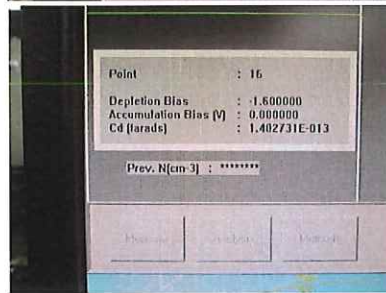 Point : 16
Depletion Bias : -1.600000
Accumulation Bias (V) : 0.000000
Cd (farads) : 1.402731E-013
Prev. N(cm-3) : ********